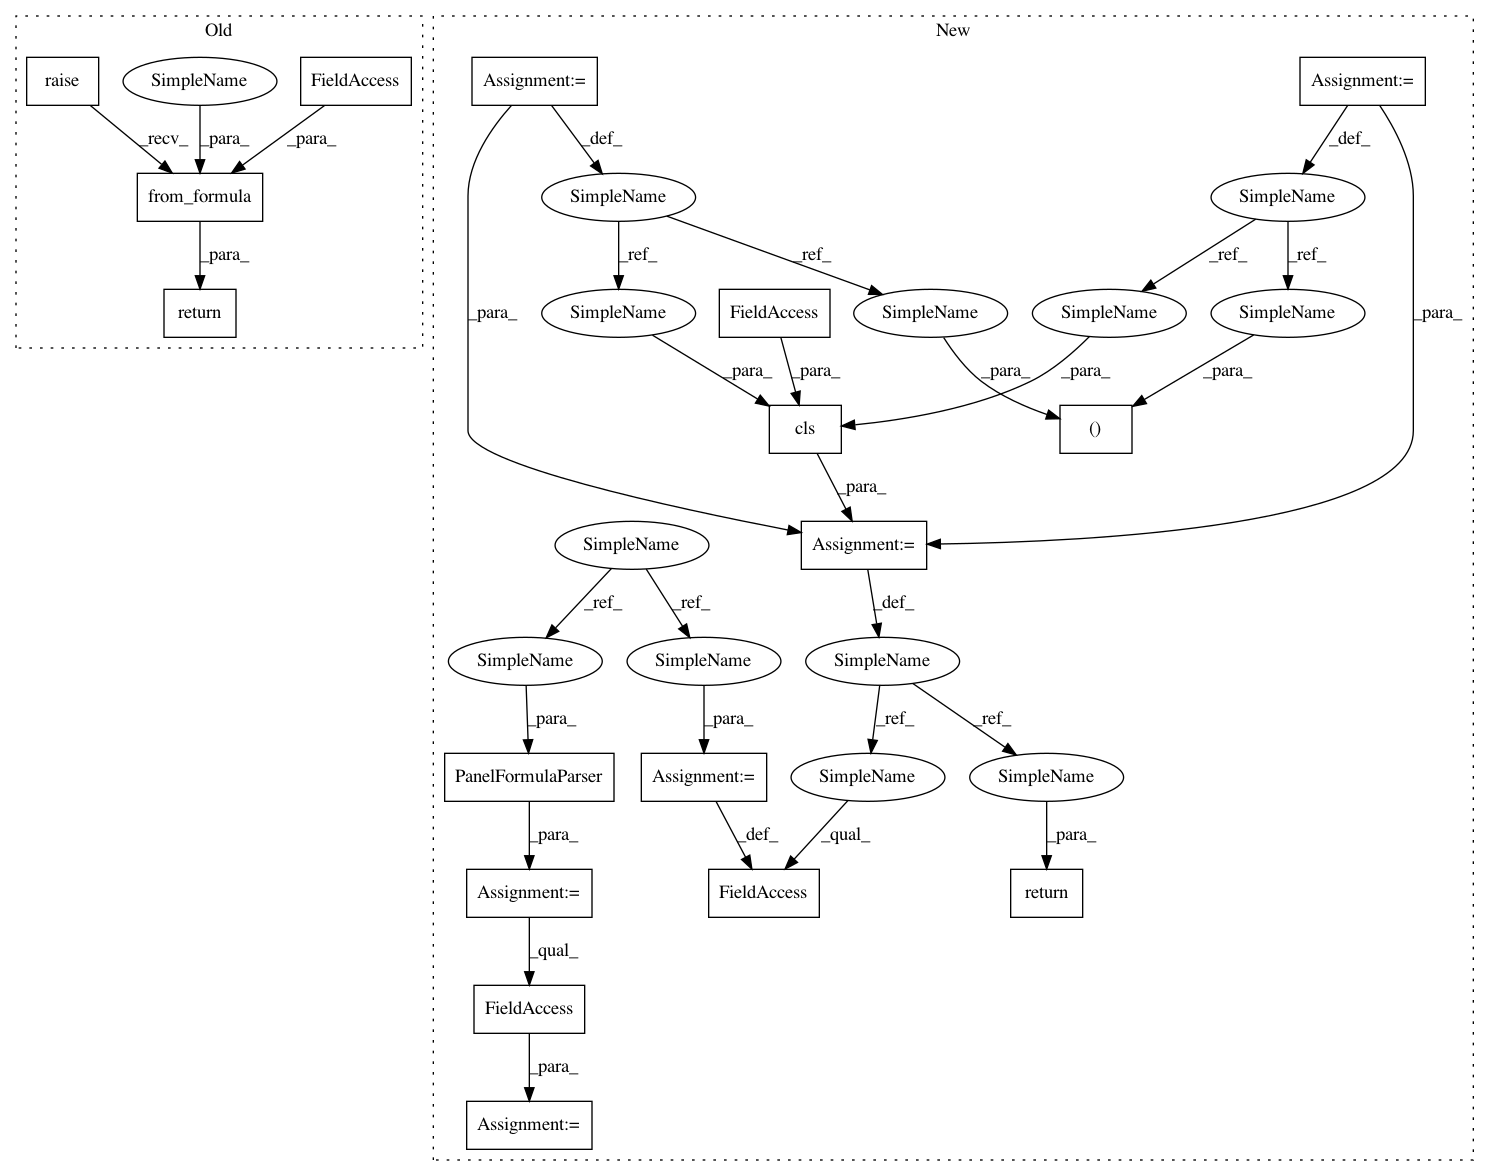 Old
New
raise
SimpleName
FieldAccess
Assignment:=
Assignment:=
_recv_
_para_
_para_
_def_
_def_
from_formula
SimpleName
SimpleName
_para_
_ref_
_ref_
_ref_
_ref_
return
SimpleName
FieldAccess
SimpleName
SimpleName
SimpleName
_para_
_para_
_para_
_para_
_para_
_para_
_para_
cls
()
_para_
SimpleName
Assignment:=
_ref_
_ref_
_def_
SimpleName
SimpleName
SimpleName
_para_
_para_
_ref_
_ref_
PanelFormulaParser
Assignment:=
SimpleName
SimpleName
_para_
_def_
_qual_
_para_
Assignment:=
FieldAccess
return
_qual_
FieldAccess
_para_
Assignment:=